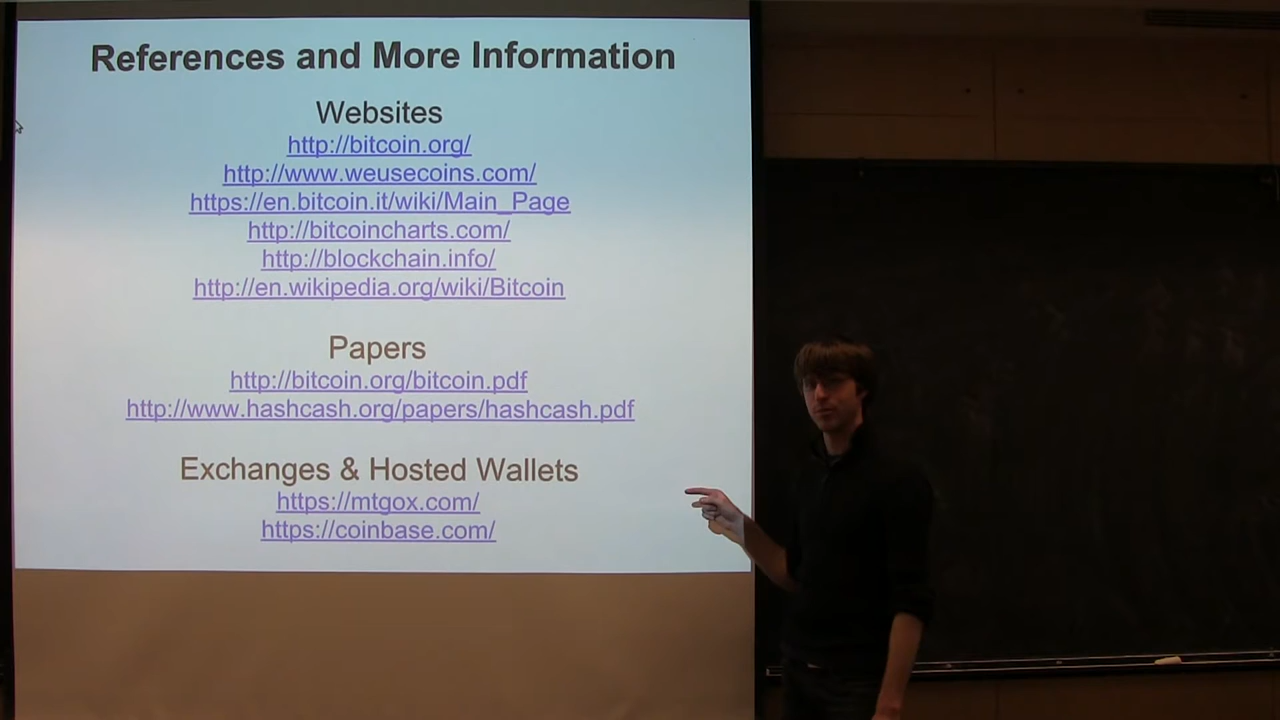 References and More Information
Websites
http://bitcoin.org/
http://www.weusecoins.com/
https://en.bitcoin.it/wiki/Main_Page
http://bitcoincharts.com/
http://blockchain.info/
http://en.wikipedia.org/wiki/Bitcoin
Papers
http://bitcoin.org/bitcoin.pdf
http://www.hashcash.org/papers/hashcash.pdf
Exchanges & Hosted Wallets
https://mtgox.com/
https://coinbase.com/